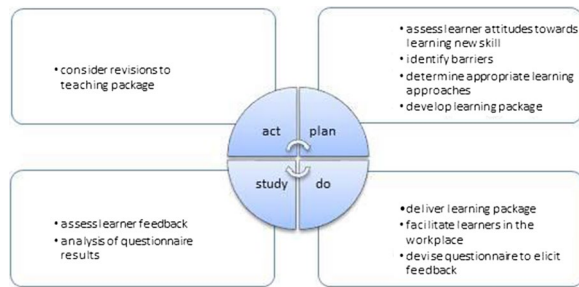 • consider revisions to
teaching package
• assess learner attitudes towards
learning new skill
• identify barriers
• determine appropriate learning
approaches
• develop learning package
act
plan
study
do
• assess learner feedback
• analysis of questionnaire
results
• deliver learning package
• facilitate learners in the
workplace
• devise questionnaire to elicit
feedback